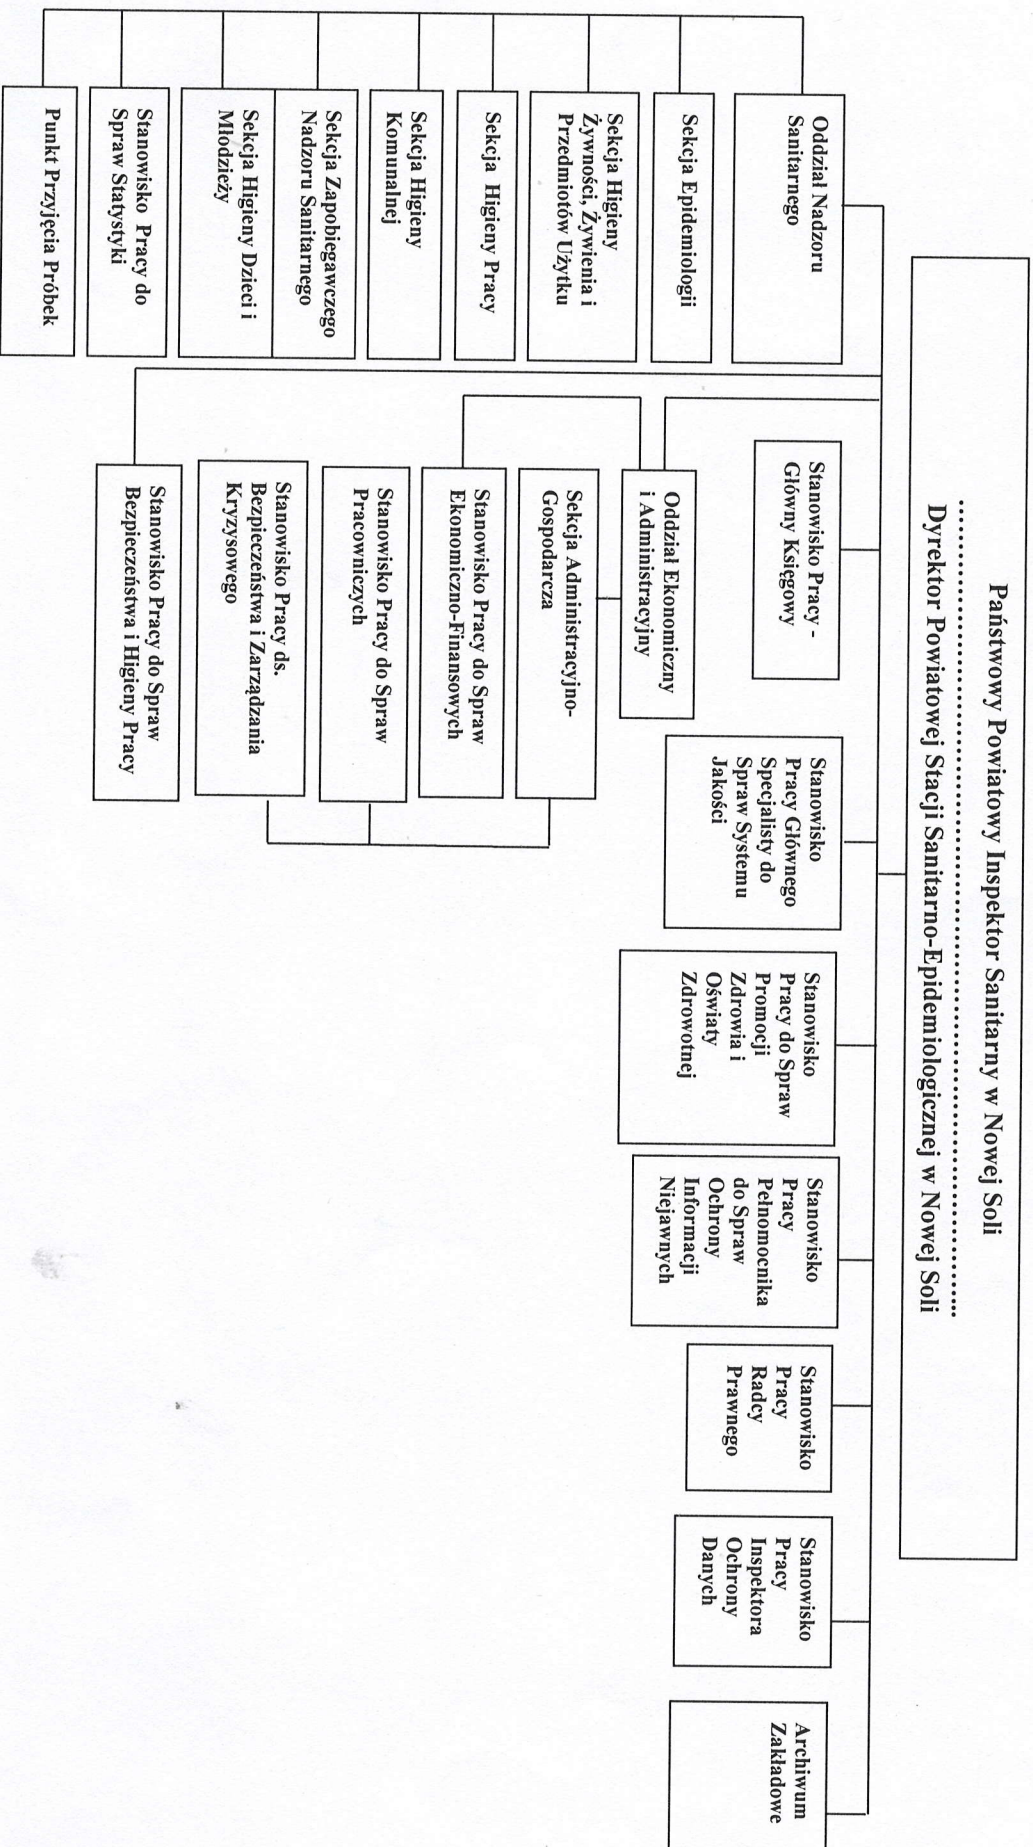 Państwowy Powiatowy Inspektor Sanitarny w Nowej Soli
................................................................................
Dyrektor Powiatowej Stacji Sanitarno-Epidemiologicznej w Nowej Soli
Oddział Nadzoru
Sanitarnego
Sekcja Epidemiologii
Sekcja Higieny
Żywności, Żywienia i
Przedmiotów Użytku
Sekcja Higieny Pracy
Sekcja Higieny
Komunalnej
Sekcja Zapobiegawczego
Nadzoru Sanitarnego
Sekcja Higieny Dzieci i
Młodzieży
Stanowisko Pracy do
Spraw Statystyki
Punkt Przyjęcia Próbek
Stanowisko Pracy -
Główny Księgowy
Oddział Ekonomiczny
i Administracyjny
Sekcja Administracyjno-
Gospodarcza
Stanowisko Pracy do Spraw
Ekonomiczno-Finansowych
Stanowisko Pracy do Spraw
Pracowniczych
Stanowisko Pracy ds.
Bezpieczeństwa i Zarządzania
Kryzysowego
Stanowisko Pracy do Spraw
Bezpieczeństwa i Higieny Pracy
Stanowisko
Pracy Głównego
Specjalisty do
Spraw Systemu
Jakości
Stanowisko
Pracy do Spraw
Promocji
Zdrowia i
Oświaty
Zdrowotnej
Stanowisko
Pracy
Pełnomocnika
do Spraw
Ochrony
Informacji
Niejawnych
Stanowisko
Pracy
Radcy
Prawnego
Stanowisko
Pracy
Inspektora
Ochrony
Danych
Archiwum
Zakładowe